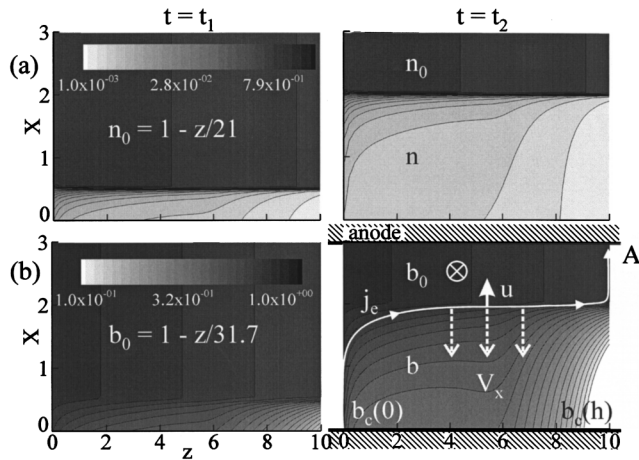 t = t1 t = t2
(a)
X
3
2
1
0
1.0x10-03 2.8x10-02 7.9x10-01
n0 = 1 - z/21
n0
n
anode
(b)
X
3
2
1
0
1.0x10-01 3.2x10-01 1.0x10+00
b0 = 1 - z/31.7
b0
A
je
u
b
Vx
bc(0) bc(h)
0 2 4 6 8 10
z
0 2 4 6 8 10